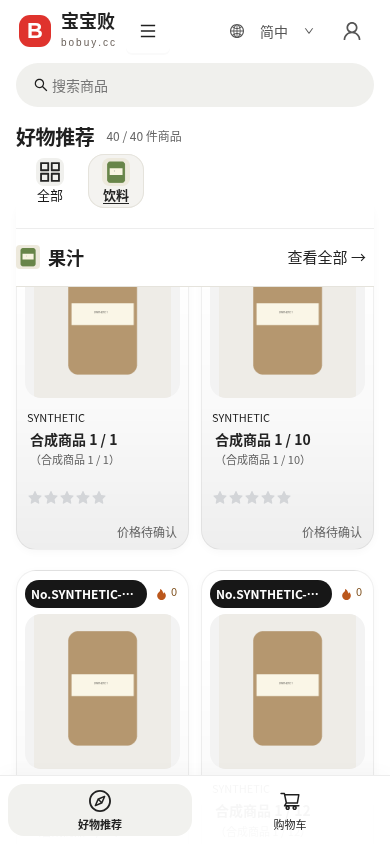 B 宝宝败
bobuy.cc
简中
搜索商品
好物推荐 40 / 40 件商品
全部 饮料
果汁 查看全部 →
SYNTHETIC SYNTHETIC
合成商品 1 / 1 合成商品 1 / 10
（合成商品 1 / 1） （合成商品 1 / 10）
价格待确认 价格待确认
No.SYNTHETIC-··· 0 No.SYNTHETIC-··· 0
好物推荐 购物车